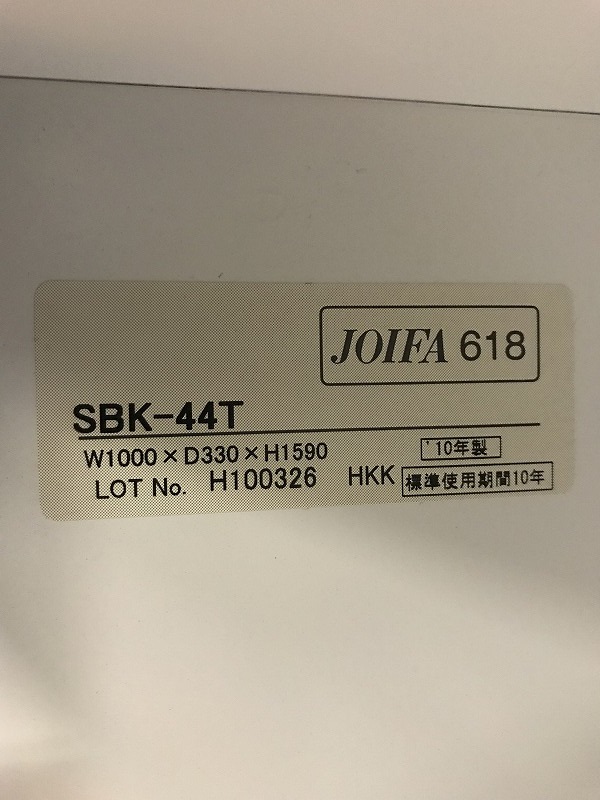 JOIFA 618
SBK-44T
W1000×D330×H1590
'10年製
LOT No. H100326 HKK
標準使用期間10年